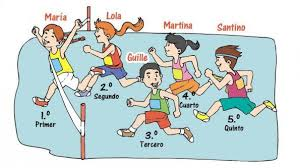 María
Lola
Guille
Martina
Santino
1.º
Primer
2.º
Segundo
3.º
Tercero
4.º
Cuarto
5.º
Quinto